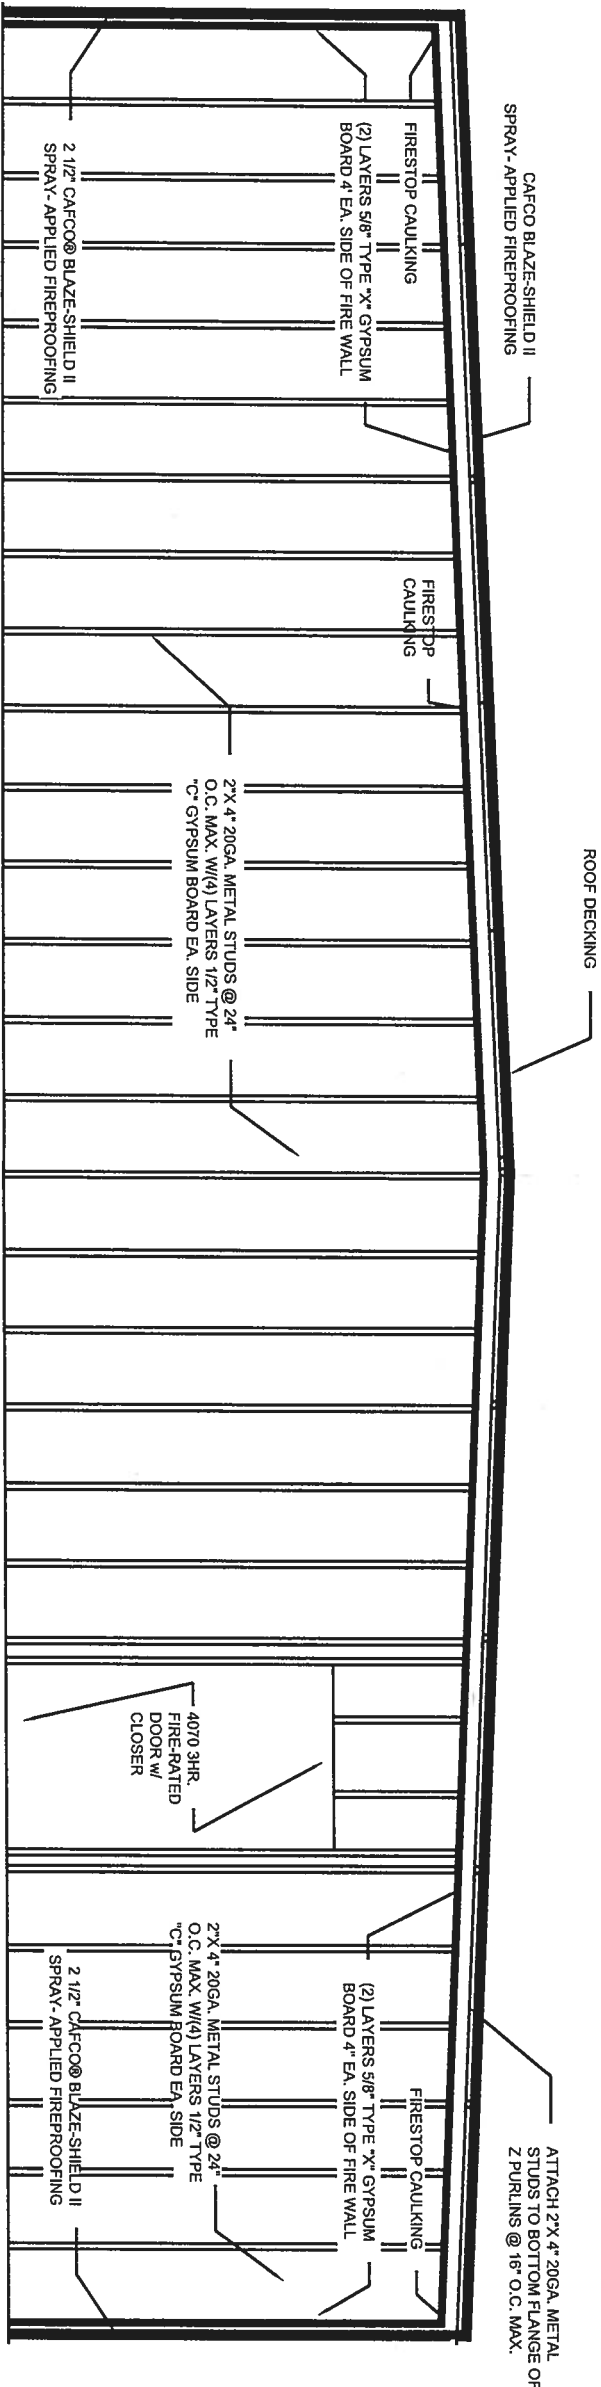 CAFCO BLAZE-SHIELD II
SPRAY- APPLIED FIREPROOFING
ROOF DECKING
ATTACH 2"X 4" 20GA. METAL
STUDS TO BOTTOM FLANGE OF
Z PURLINS @ 16" O.C. MAX.
FIRESTOP CAULKING
(2) LAYERS 5/8" TYPE "X" GYPSUM
BOARD 4' EA. SIDE OF FIRE WALL
2 1/2" CAFCO® BLAZE-SHIELD II
SPRAY- APPLIED FIREPROOFING
FIRESTOP
CAULKING
2"X 4" 20GA. METAL STUDS @ 24"
O.C. MAX. W/(4) LAYERS 1/2" TYPE
"C" GYPSUM BOARD EA. SIDE
4070 3HR.
FIRE-RATED
DOOR w/
CLOSER
FIRESTOP CAULKING
(2) LAYERS 5/8" TYPE "X" GYPSUM
BOARD 4" EA. SIDE OF FIRE WALL
2"X 4" 20GA. METAL STUDS @ 24"
O.C. MAX. W/(4) LAYERS 1/2" TYPE
"C" GYPSUM BOARD EA. SIDE
2 1/2" CAFCO® BLAZE-SHIELD II
SPRAY- APPLIED FIREPROOFING